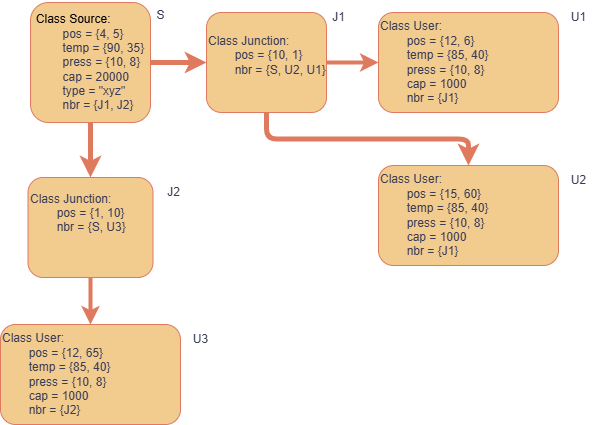 S
Class Source:
pos = {4, 5}
temp = {90, 35}
press = {10, 8}
cap = 20000
type = "xyz"
nbr = {J1, J2}
J1
Class Junction:
pos = {10, 1}
nbr = {S, U2, U1}
U1
Class User:
pos = {12, 6}
temp = {85, 40}
press = {10, 8}
cap = 1000
nbr = {J1}
U2
Class User:
pos = {15, 60}
temp = {85, 40}
press = {10, 8}
cap = 1000
nbr = {J1}
J2
Class Junction:
pos = {1, 10}
nbr = {S, U3}
U3
Class User:
pos = {12, 65}
temp = {85, 40}
press = {10, 8}
cap = 1000
nbr = {J2}